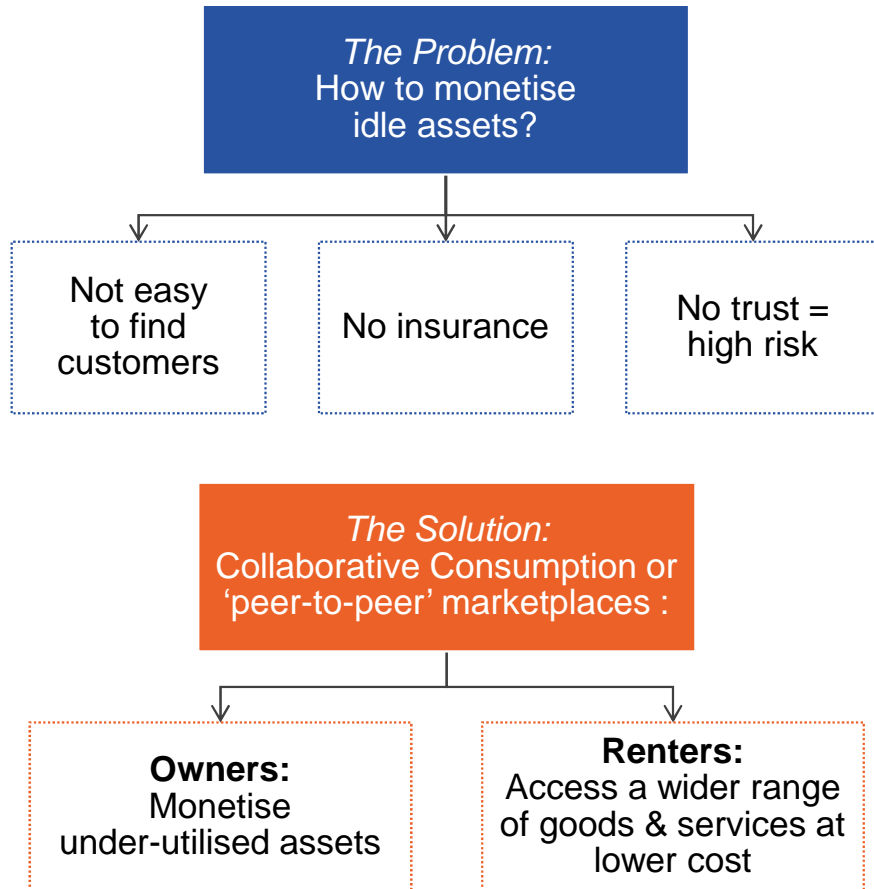 The Problem:
How to monetise
idle assets?
Not easy
to find
customers
No insurance
No trust =
high risk
The Solution:
Collaborative Consumption or
‘peer-to-peer’ marketplaces :
Owners:
Monetise
under-utilised assets
Renters:
Access a wider range
of goods & services at
lower cost